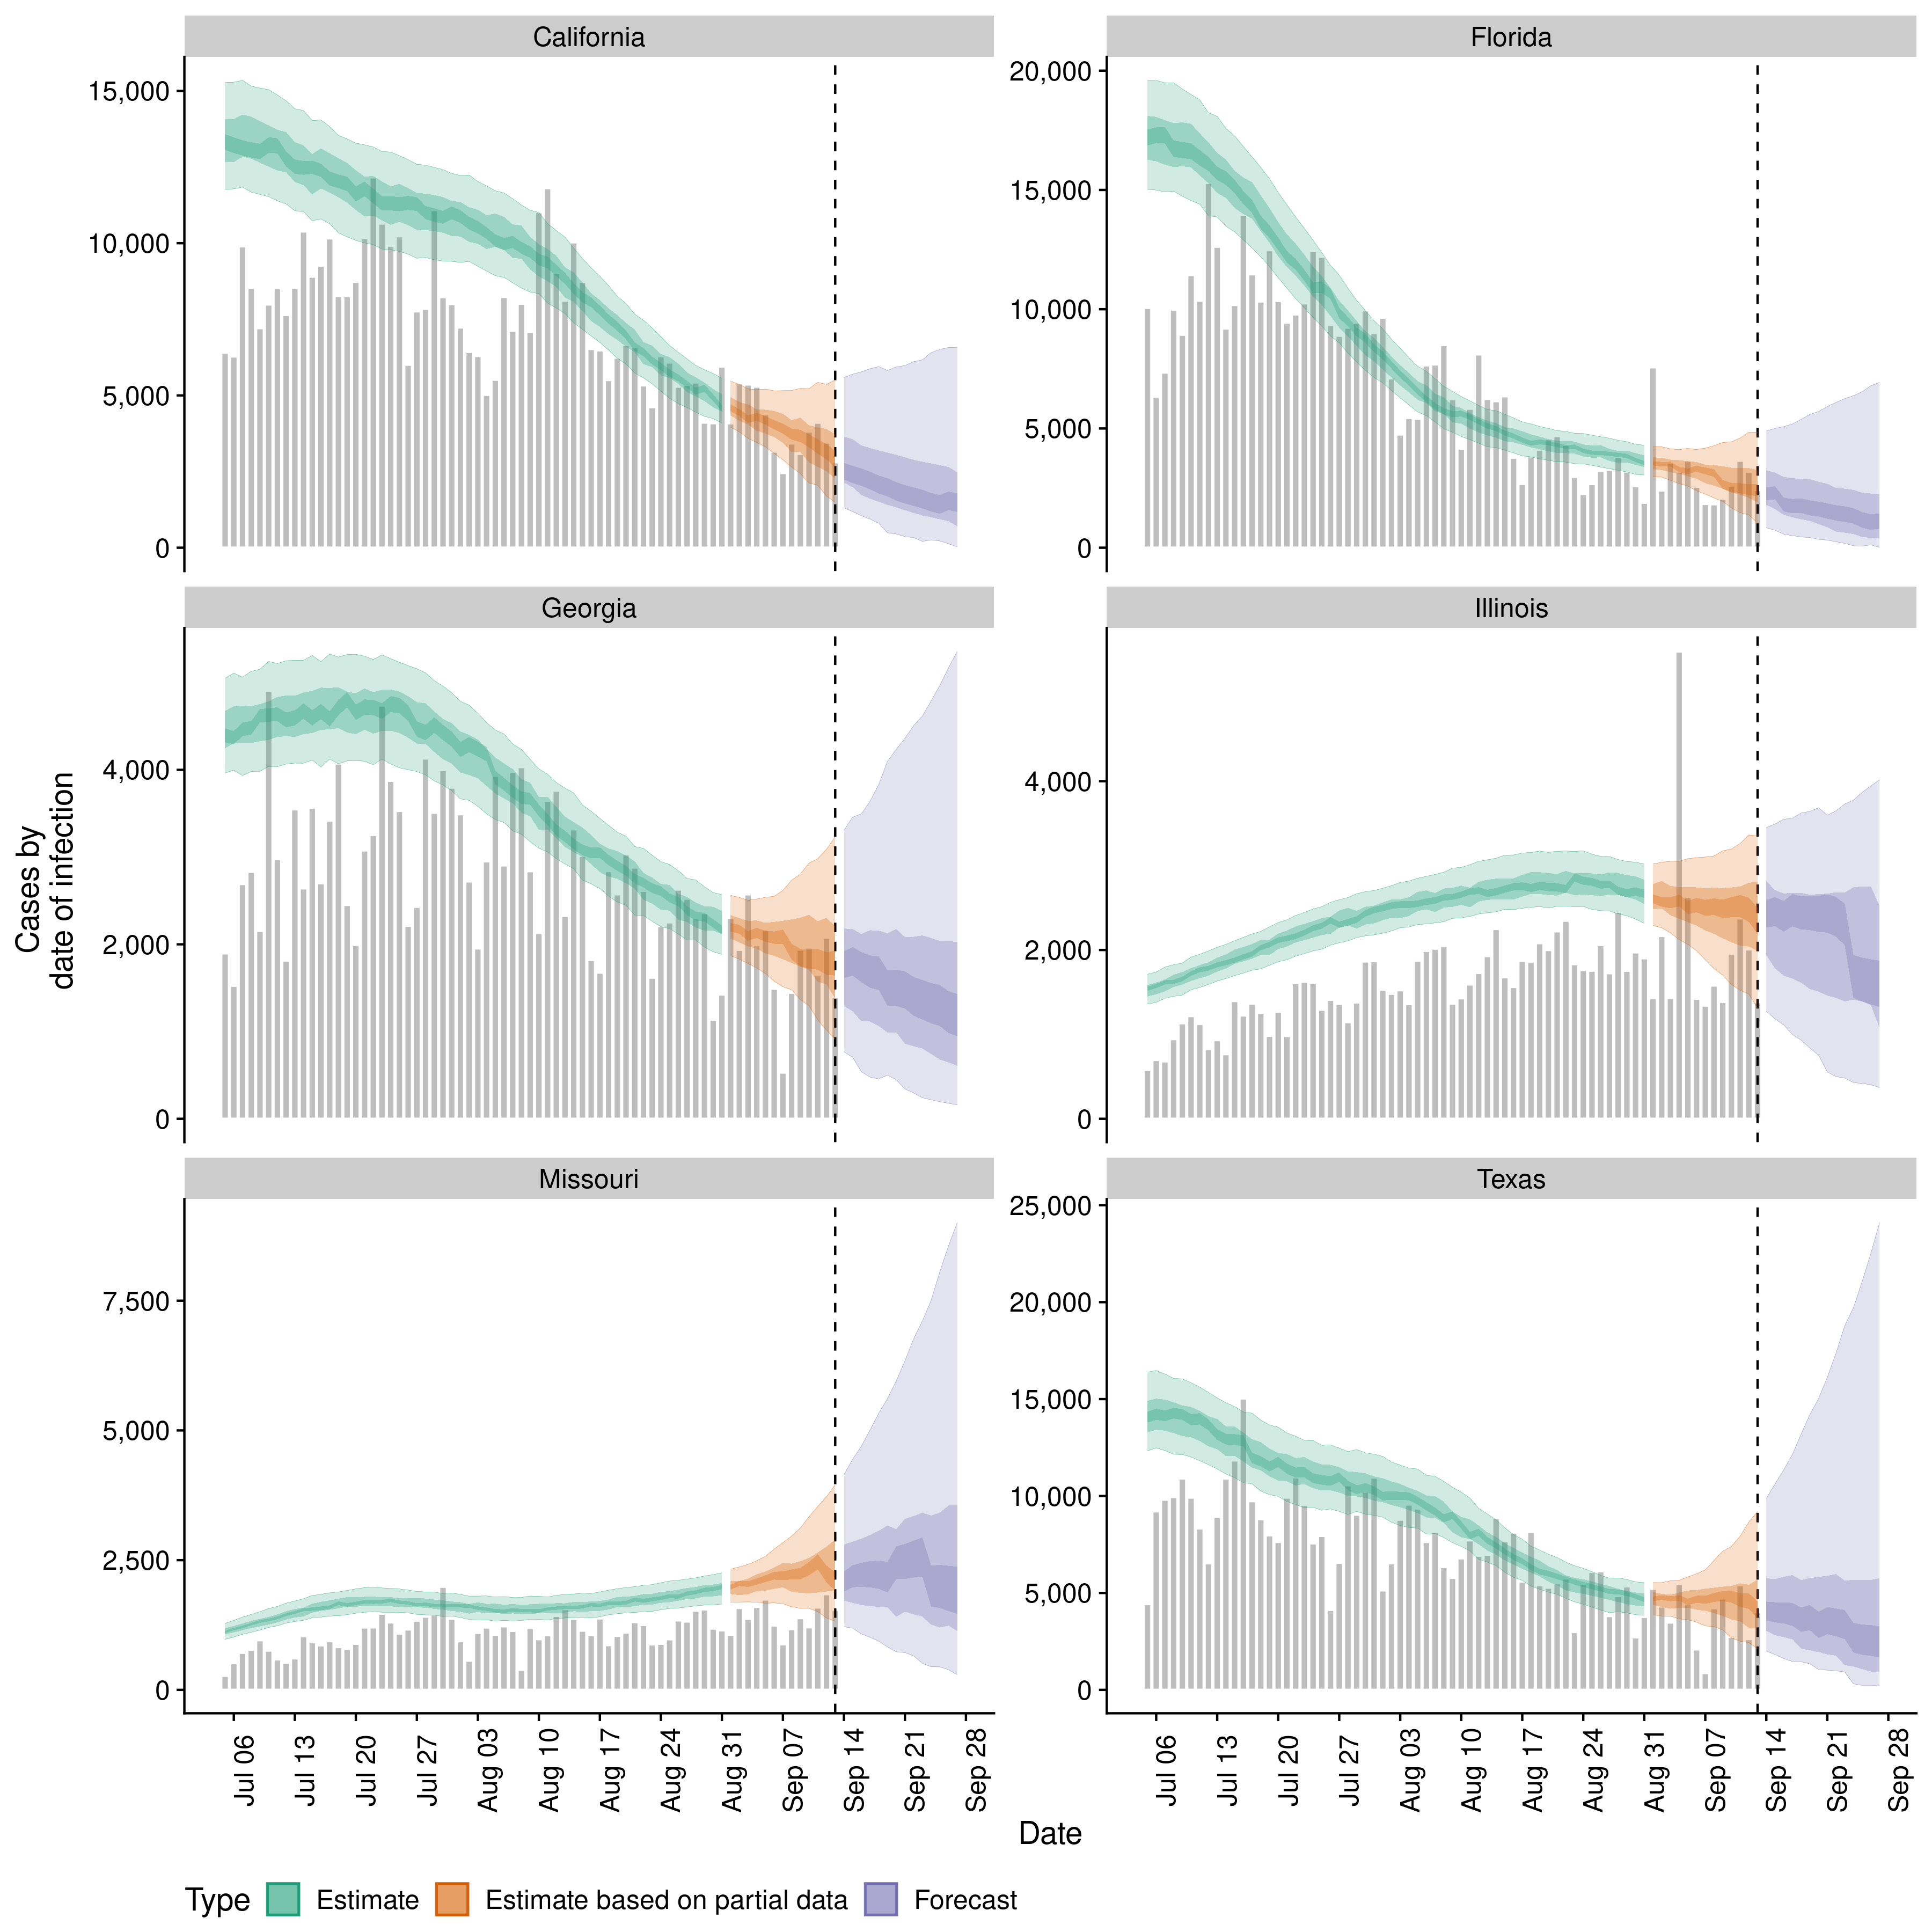 California
Florida
15,000
10,000
5,000
0
20,000
15,000
10,000
5,000
0
Georgia
Illinois
4,000
2,000
0
4,000
2,000
0
Missouri
Texas
7,500
5,000
2,500
0
25,000
20,000
15,000
10,000
5,000
0
Cases by
date of infection
Jul 06
Jul 13
Jul 20
Jul 27
Aug 03
Aug 10
Aug 17
Aug 24
Aug 31
Sep 07
Sep 14
Sep 21
Sep 28
Jul 06
Jul 13
Jul 20
Jul 27
Aug 03
Aug 10
Aug 17
Aug 24
Aug 31
Sep 07
Sep 14
Sep 21
Sep 28
Date
Type Estimate Estimate based on partial data Forecast